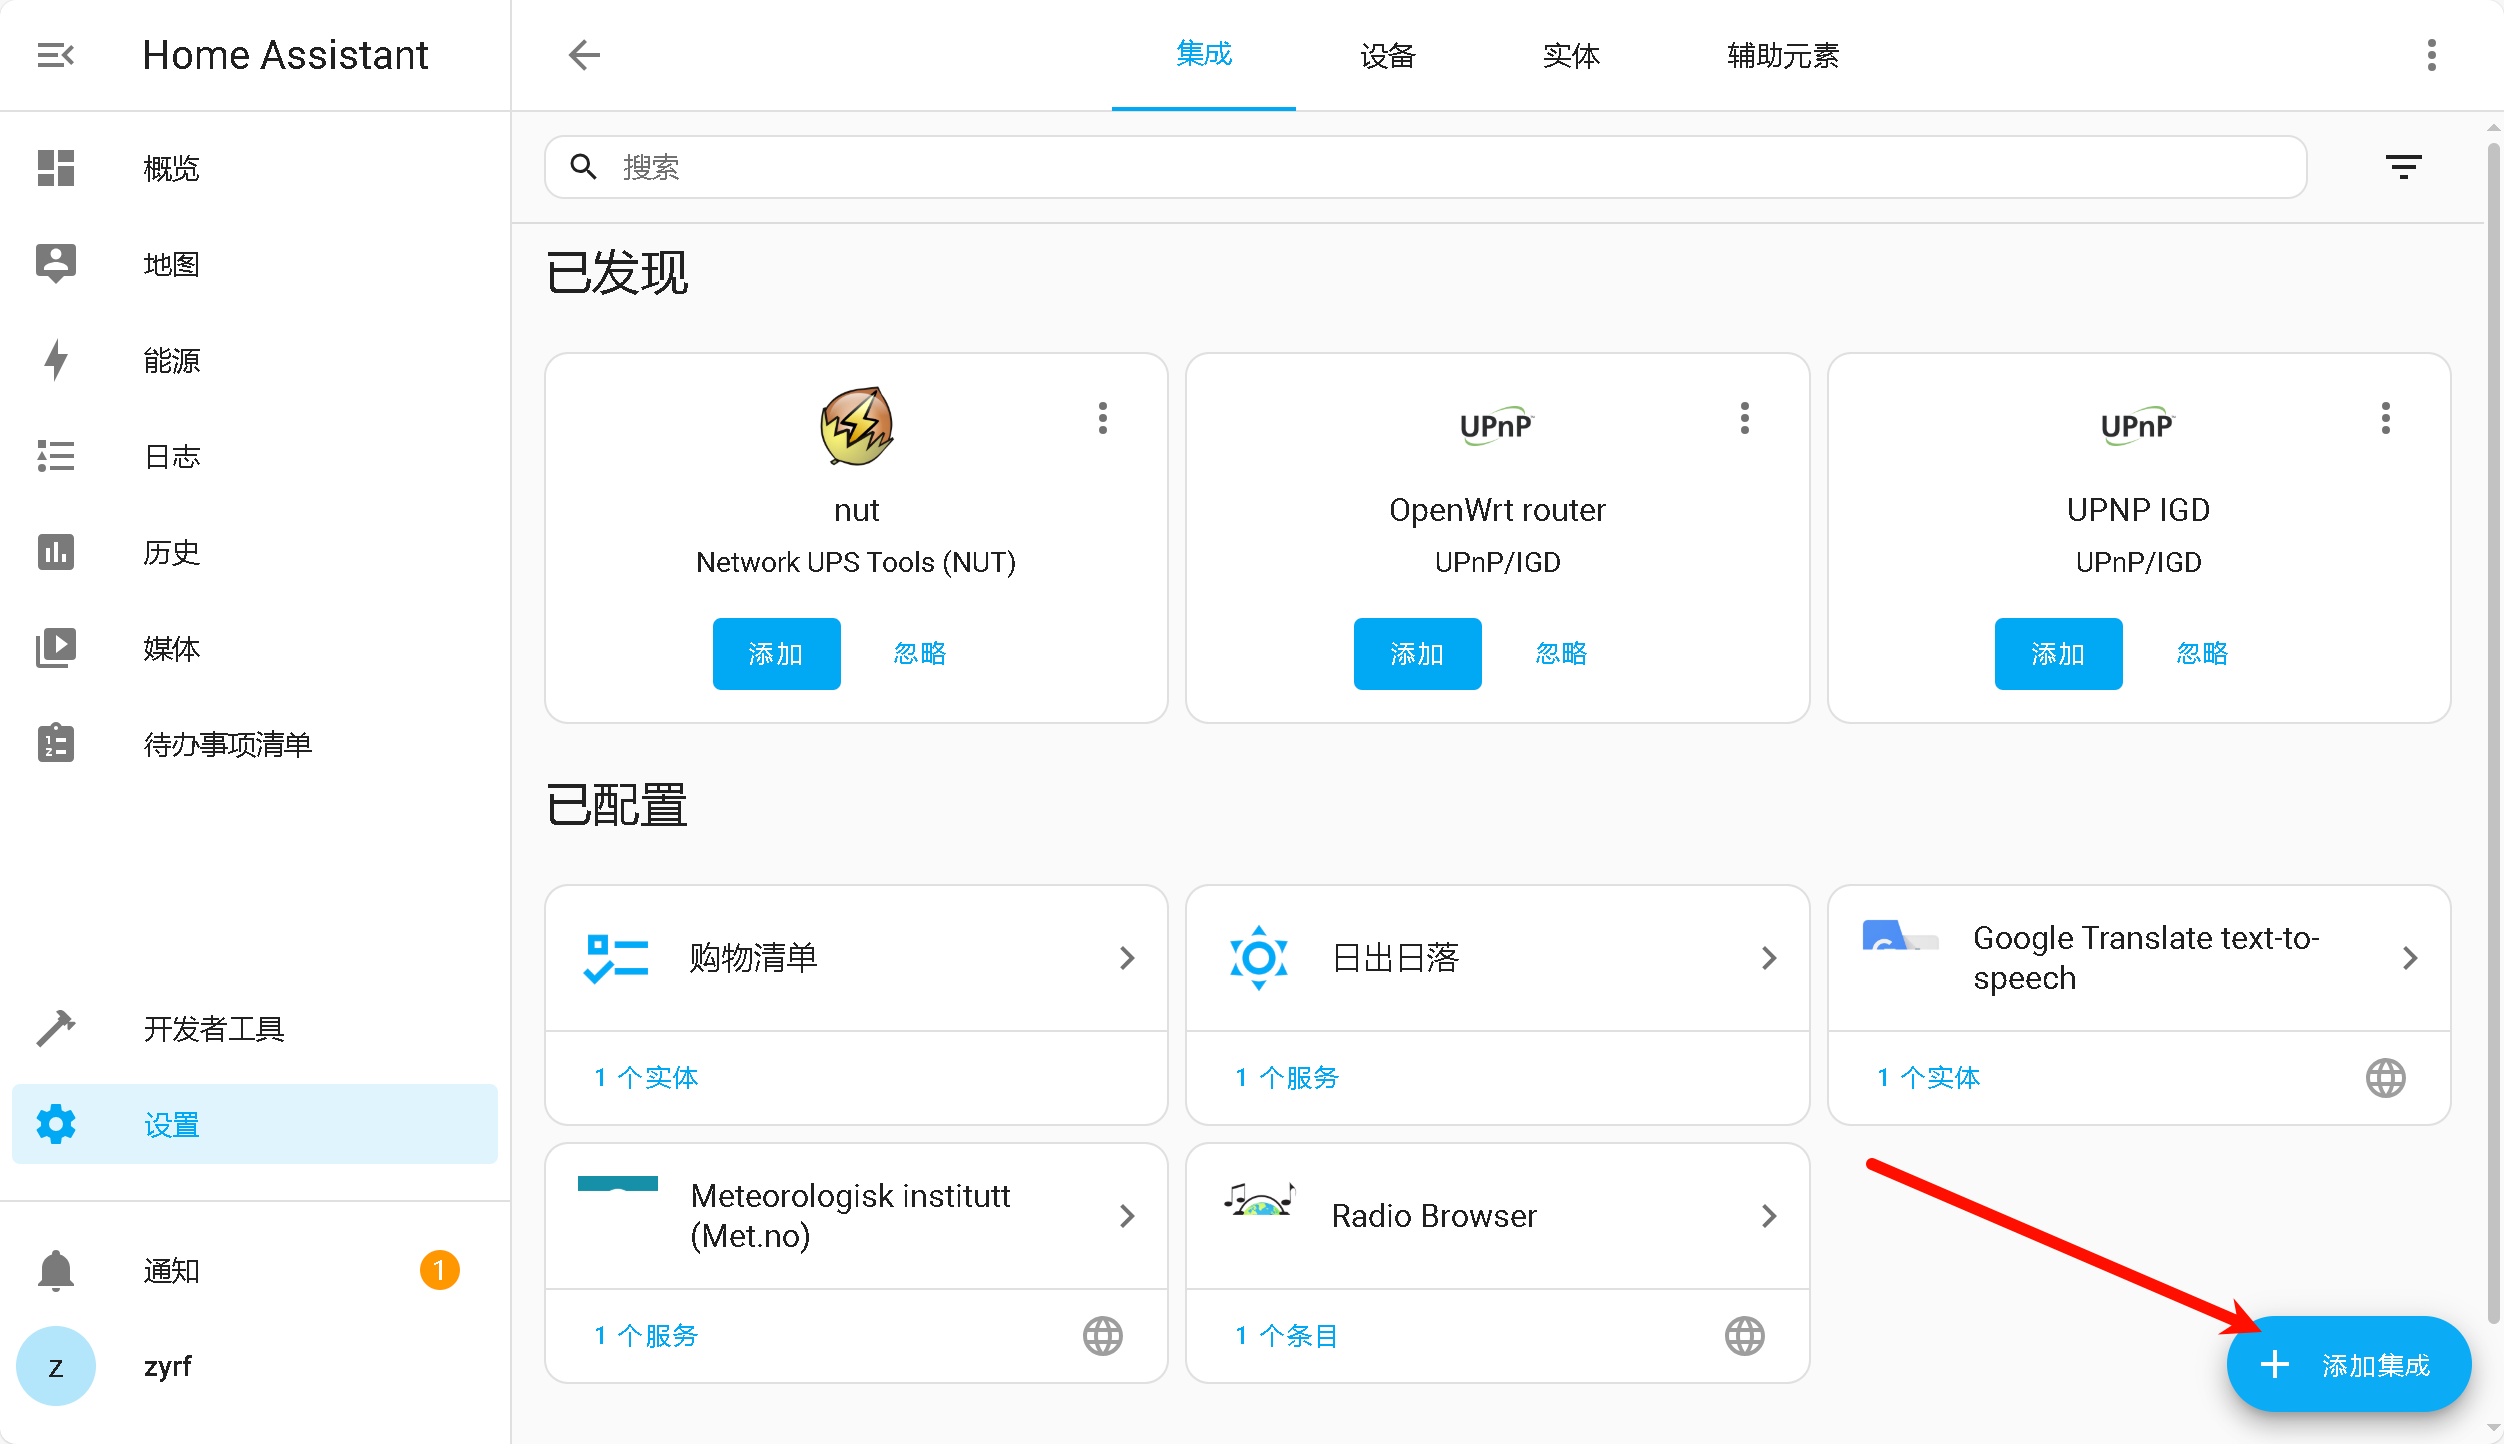 Home Assistant
集成
设备
实体
辅助元素
概览
地图
能源
日志
历史
媒体
待办事项清单
开发者工具
设置
通知
1
z
zyrf
搜索
已发现
nut
Network UPS Tools (NUT)
添加
忽略
UPnP
OpenWrt router
UPnP/IGD
添加
忽略
UPnP
UPNP IGD
UPnP/IGD
添加
忽略
已配置
购物清单
1 个实体
日出日落
1 个服务
Google Translate text-to-
speech
1 个实体
Meteorologisk institutt
(Met.no)
1 个服务
Radio Browser
1 个条目
添加集成